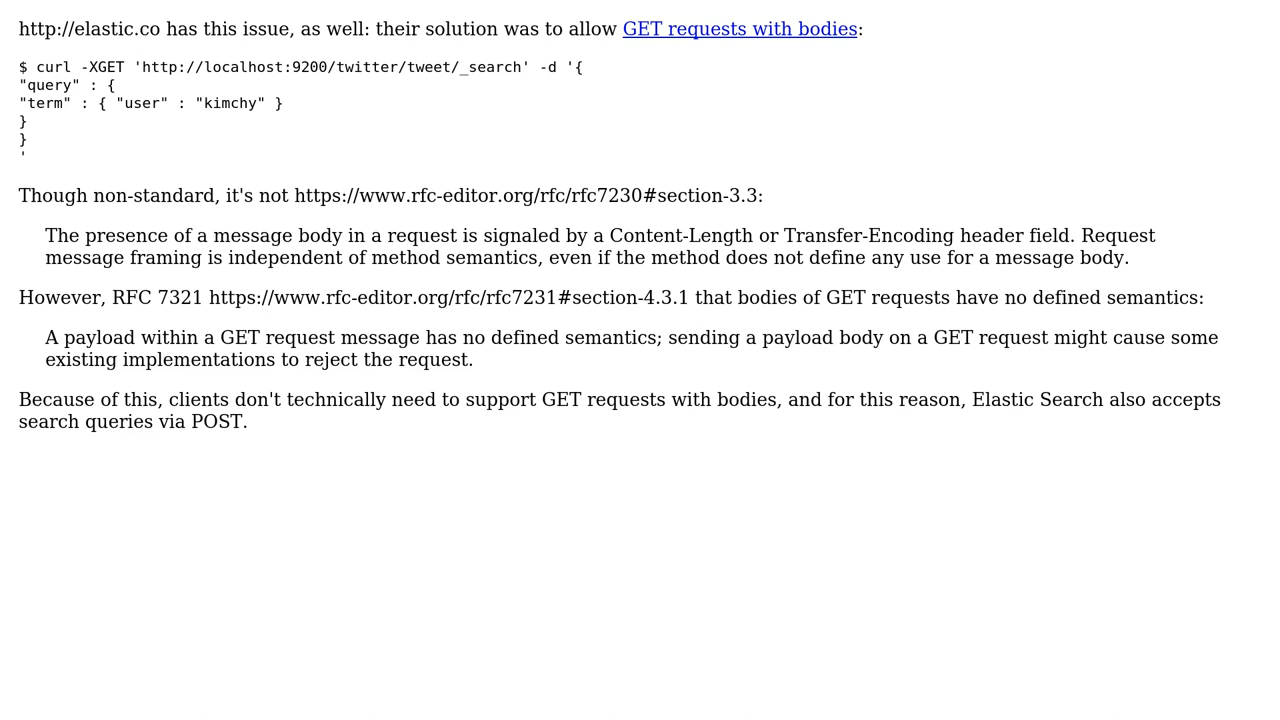 http://elastic.co has this issue, as well: their solution was to allow GET requests with bodies:
$ curl -XGET 'http://localhost:9200/twitter/tweet/_search' -d '{
"query" : {
"term" : { "user" : "kimchy" }
}
}
'
Though non-standard, it's not https://www.rfc-editor.org/rfc/rfc7230#section-3.3:
The presence of a message body in a request is signaled by a Content-Length or Transfer-Encoding header field. Request
message framing is independent of method semantics, even if the method does not define any use for a message body.
However, RFC 7321 https://www.rfc-editor.org/rfc/rfc7231#section-4.3.1 that bodies of GET requests have no defined semantics:
A payload within a GET request message has no defined semantics; sending a payload body on a GET request might cause some
existing implementations to reject the request.
Because of this, clients don't technically need to support GET requests with bodies, and for this reason, Elastic Search also accepts
search queries via POST.